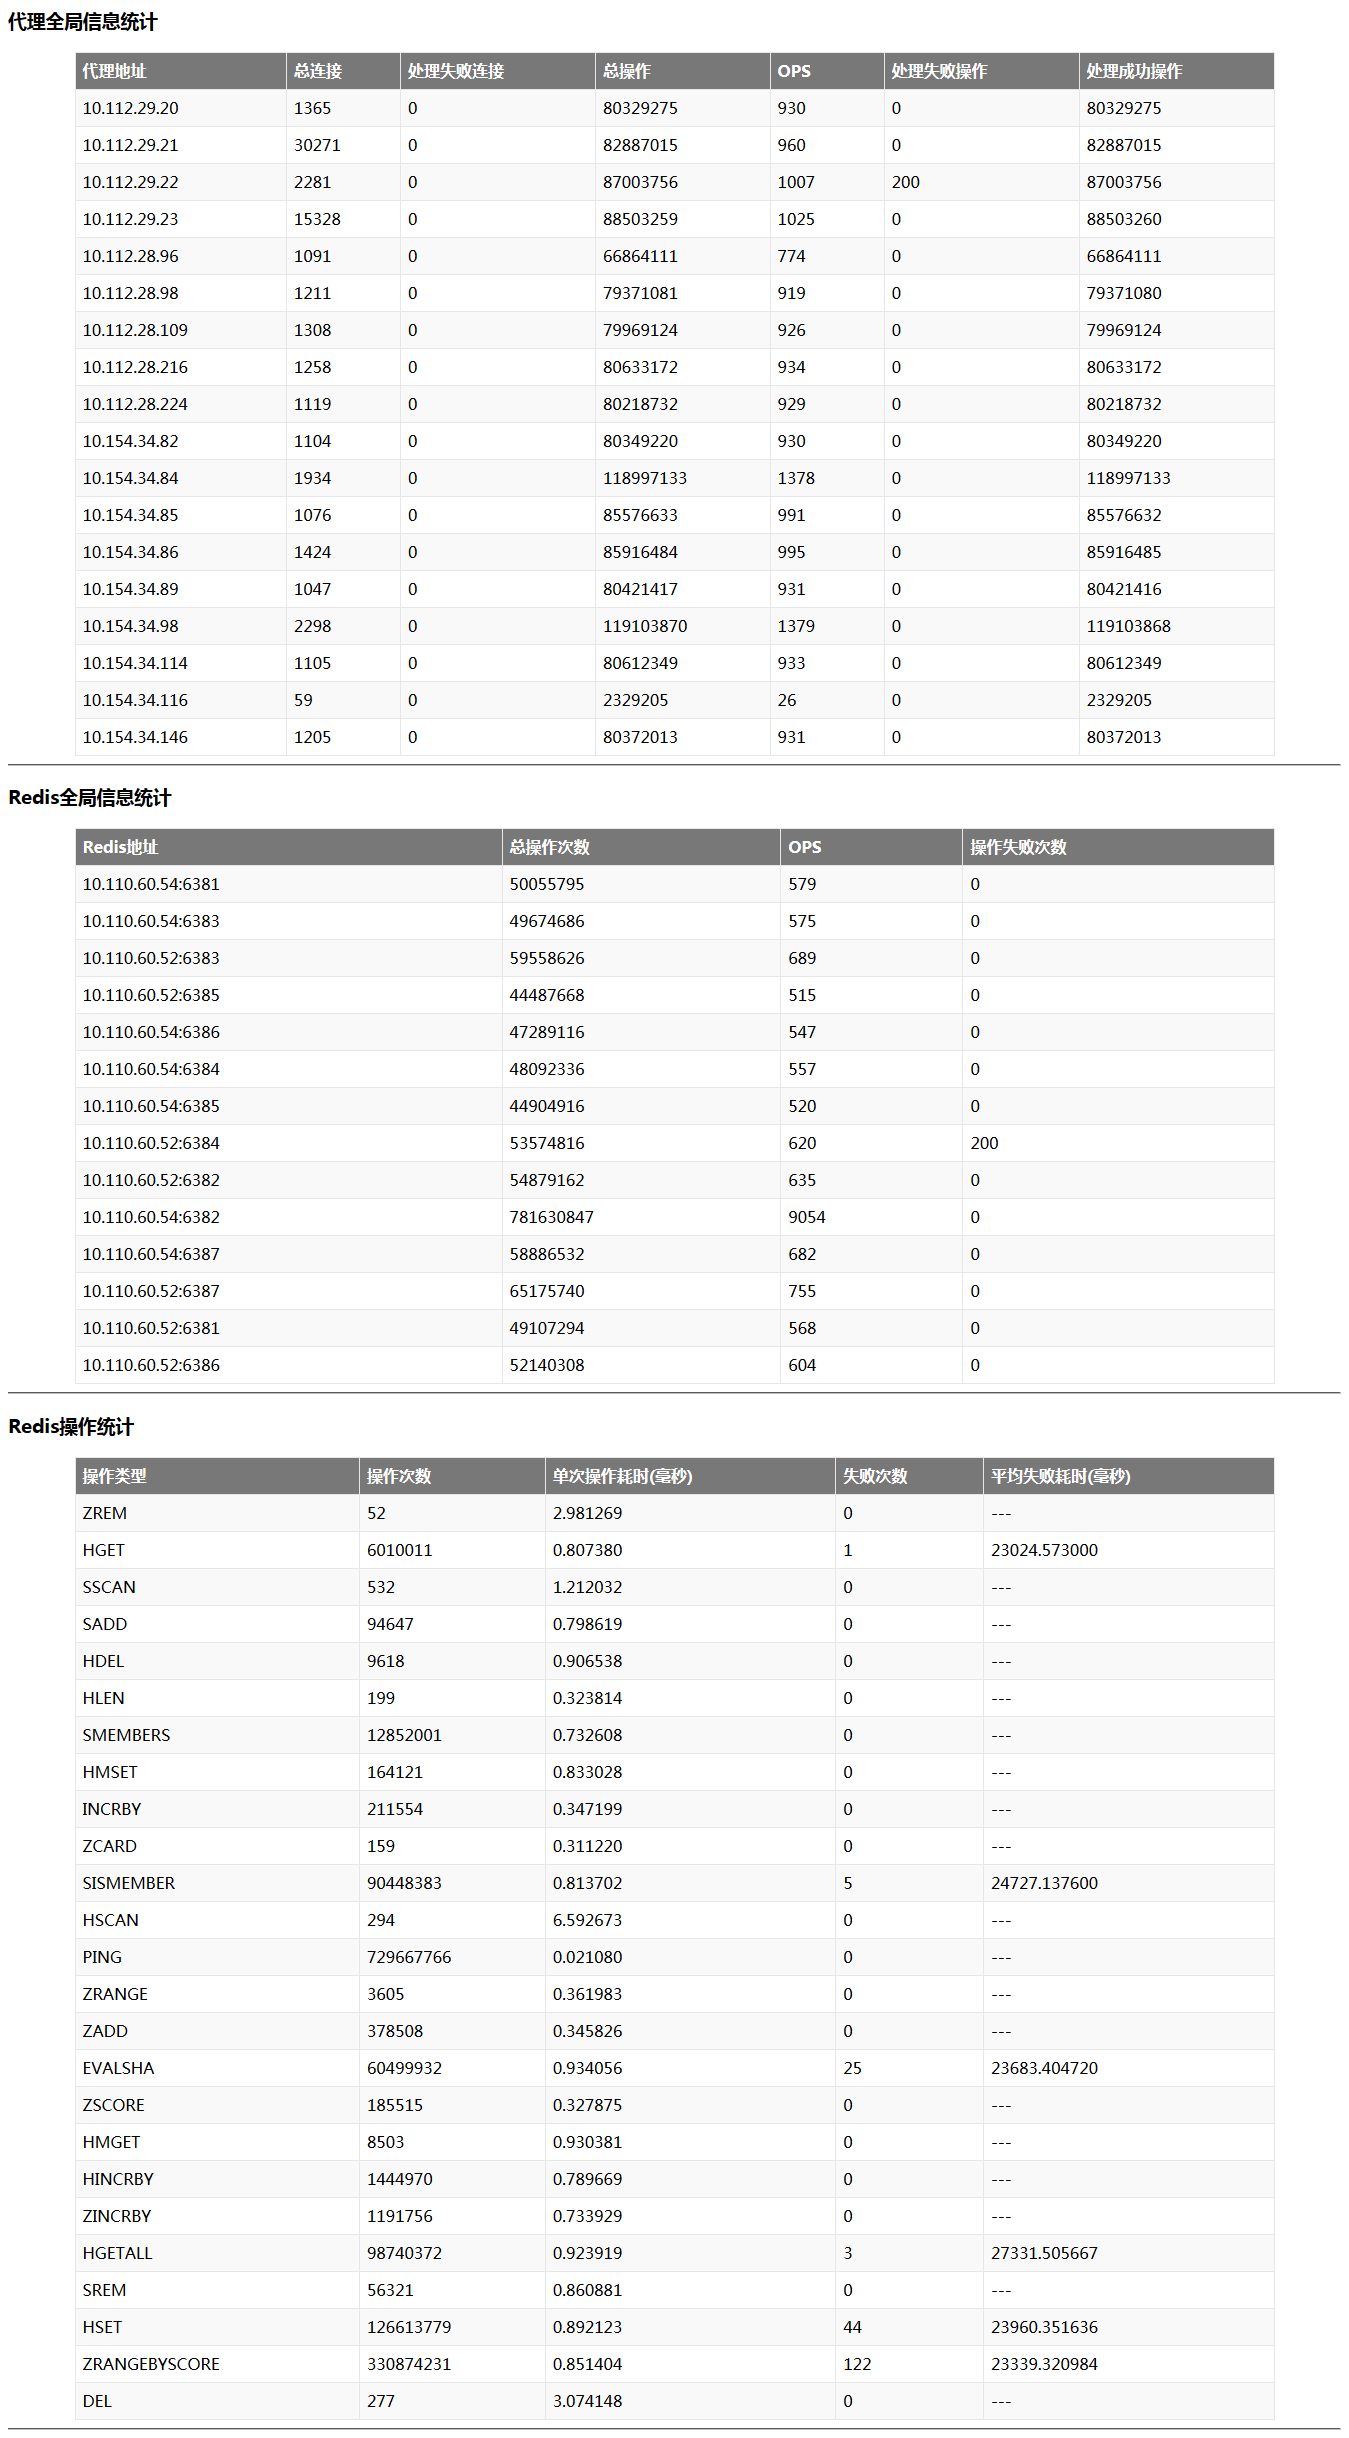 代理全局信息统计
代理地址 总连接 处理失败连接 总操作 OPS 处理失败操作 处理成功操作
10.112.29.20 1365 0 80329275 930 0 80329275
10.112.29.21 30271 0 82887015 960 0 82887015
10.112.29.22 2281 0 87003756 1007 200 87003756
10.112.29.23 15328 0 88503259 1025 0 88503260
10.112.28.96 1091 0 66864111 774 0 66864111
10.112.28.98 1211 0 79371081 919 0 79371080
10.112.28.109 1308 0 79969124 926 0 79969124
10.112.28.216 1258 0 80633172 934 0 80633172
10.112.28.224 1119 0 80218732 929 0 80218732
10.154.34.82 1104 0 80349220 930 0 80349220
10.154.34.84 1934 0 118997133 1378 0 118997133
10.154.34.85 1076 0 85576633 991 0 85576632
10.154.34.86 1424 0 85916484 995 0 85916485
10.154.34.89 1047 0 80421417 931 0 80421416
10.154.34.98 2298 0 119103870 1379 0 119103868
10.154.34.114 1105 0 80612349 933 0 80612349
10.154.34.116 59 0 2329205 26 0 2329205
10.154.34.146 1205 0 80372013 931 0 80372013
Redis全局信息统计
Redis地址 总操作次数 OPS 操作失败次数
10.110.60.54:6381 50055795 579 0
10.110.60.54:6383 49674686 575 0
10.110.60.52:6383 59558626 689 0
10.110.60.52:6385 44487668 515 0
10.110.60.54:6386 47289116 547 0
10.110.60.54:6384 48092336 557 0
10.110.60.54:6385 44904916 520 0
10.110.60.52:6384 53574816 620 200
10.110.60.52:6382 54879162 635 0
10.110.60.54:6382 781630847 9054 0
10.110.60.54:6387 58886532 682 0
10.110.60.52:6387 65175740 755 0
10.110.60.52:6381 49107294 568 0
10.110.60.52:6386 52140308 604 0
Redis操作统计
操作类型 操作次数 单次操作耗时(毫秒) 失败次数 平均失败耗时(毫秒)
ZREM 52 2.981269 0 ---
HGET 6010011 0.807380 1 23024.573000
SSCAN 532 1.212032 0 ---
SADD 94647 0.798619 0 ---
HDEL 9618 0.906538 0 ---
HLEN 199 0.323814 0 ---
SMEMBERS 12852001 0.732608 0 ---
HMSET 164121 0.833028 0 ---
INCRBY 211554 0.347199 0 ---
ZCARD 159 0.311220 0 ---
SISMEMBER 90448383 0.813702 5 24727.137600
HSCAN 294 6.592673 0 ---
PING 729667766 0.021080 0 ---
ZRANGE 3605 0.361983 0 ---
ZADD 378508 0.345826 0 ---
EVALSHA 60499932 0.934056 25 23683.404720
ZSCORE 185515 0.327875 0 ---
HMGET 8503 0.930381 0 ---
HINCRBY 1444970 0.789669 0 ---
ZINCRBY 1191756 0.733929 0 ---
HGETALL 98740372 0.923919 3 27331.505667
SREM 56321 0.860881 0 ---
HSET 126613779 0.892123 44 23960.351636
ZRANGEBYSCORE 330874231 0.851404 122 23339.320984
DEL 277 3.074148 0 ---